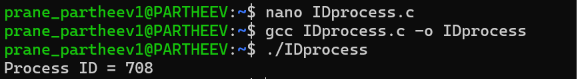 prane_partheev1@PARTHEEV:~$ nano IDprocess.c
prane_partheev1@PARTHEEV:~$ gcc IDprocess.c -o IDprocess
prane_partheev1@PARTHEEV:~$ ./IDprocess
Process ID = 708